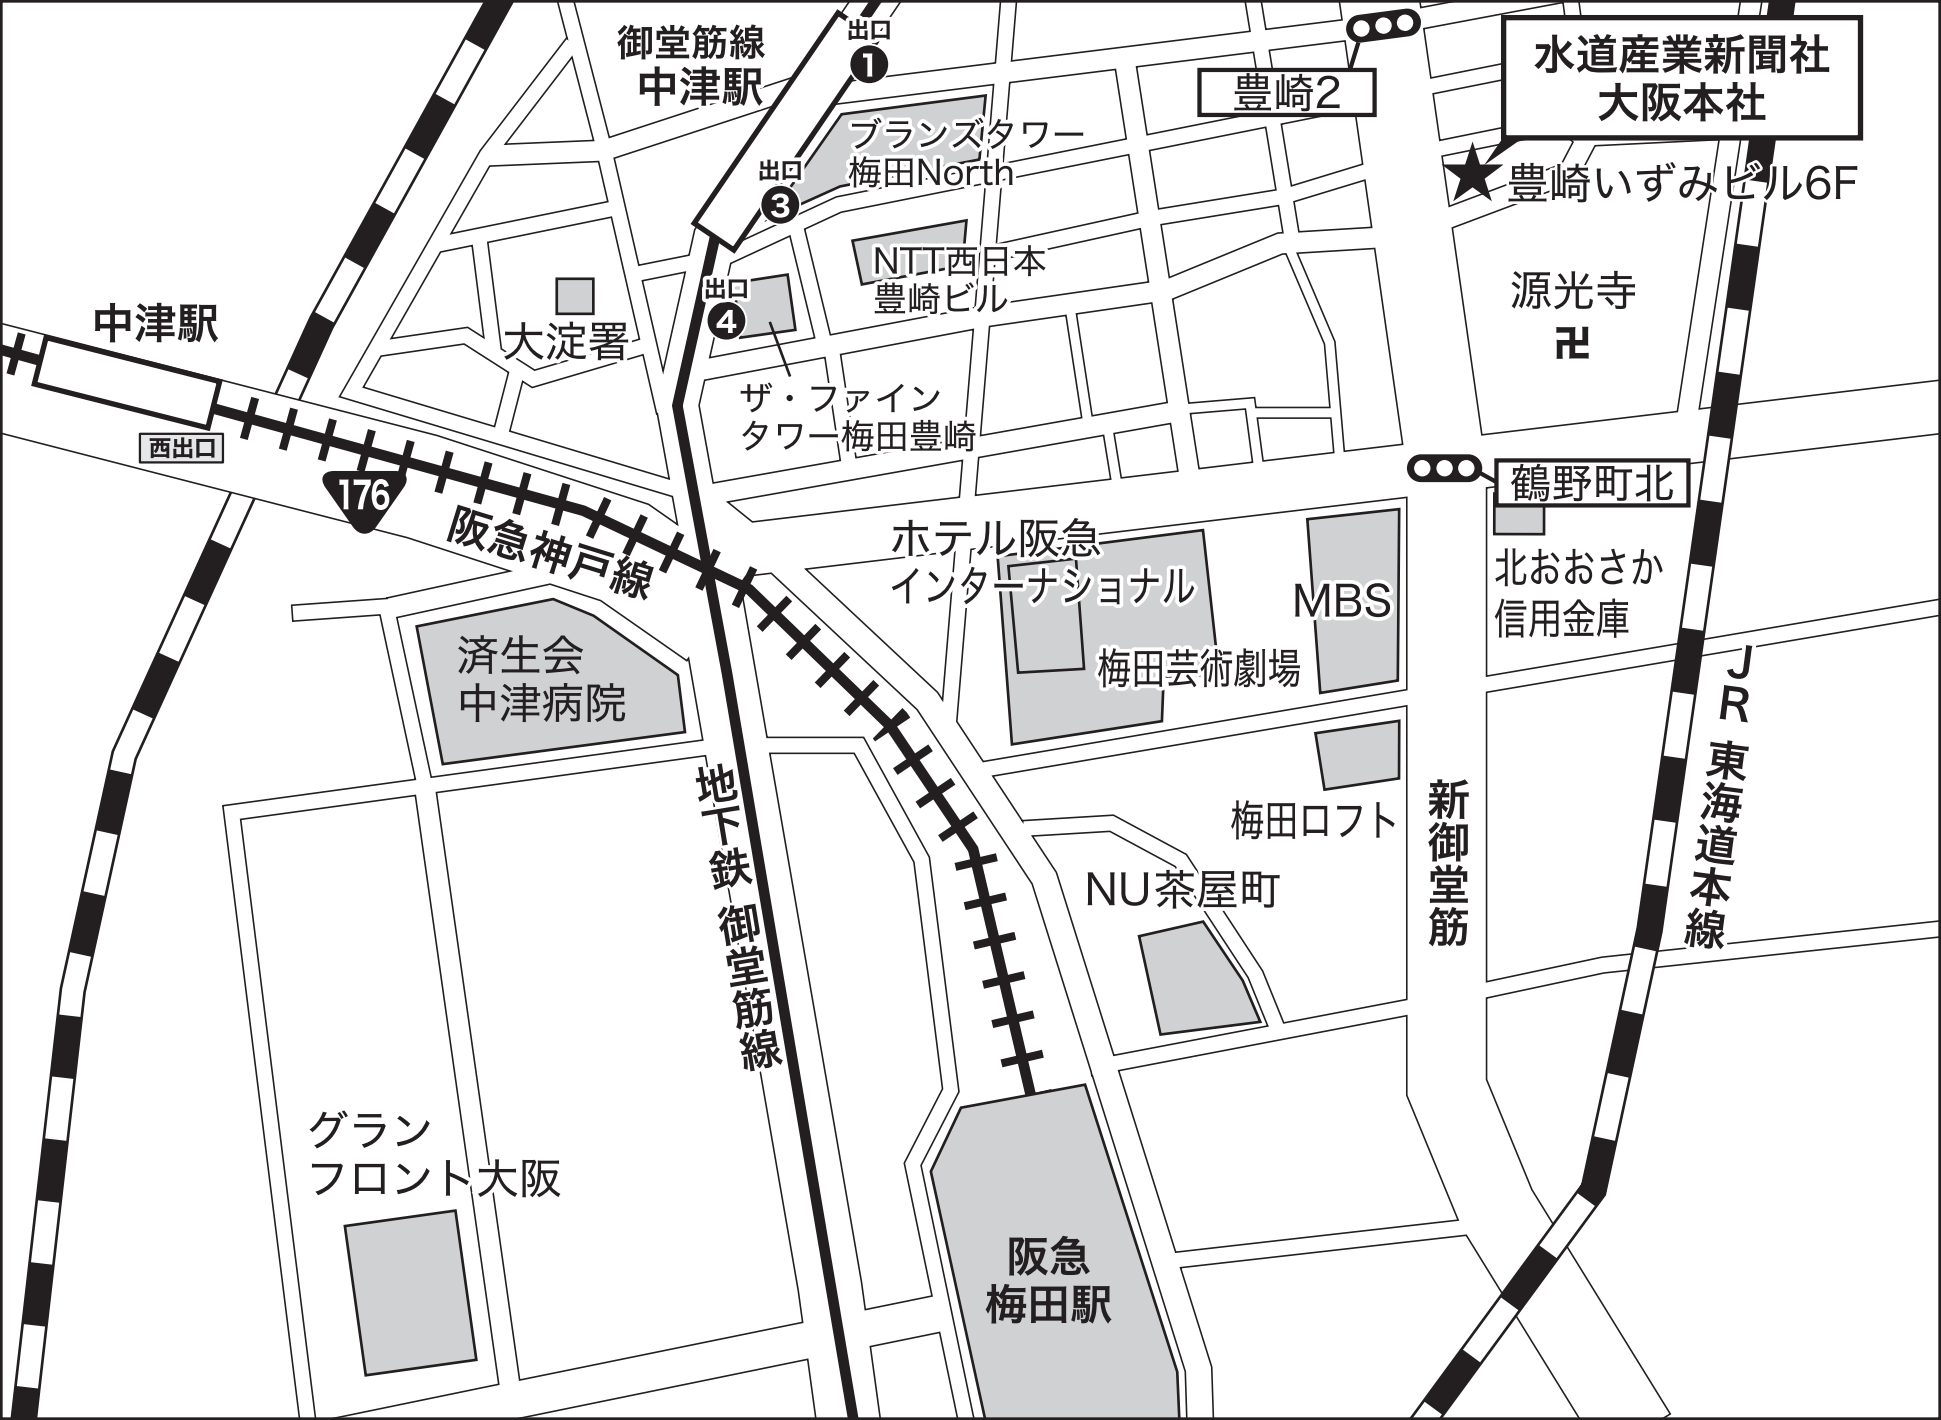 御堂筋線
中津駅
出口
1
出口
3
出口
4
豊崎2
水道産業新聞社
大阪本社
豊崎いずみビル6F
ブランズタワー
梅田North
NTT西日本
豊崎ビル
源光寺
卍
大淀署
中津駅
西出口
176
阪急神戸線
ザ・ファイン
タワー梅田豊崎
鶴野町北
北おおさか
信用金庫
ホテル阪急
インターナショナル
MBS
梅田芸術劇場
済生会
中津病院
梅田ロフト
NU茶屋町
新御堂筋
JR 東海道本線
地下鉄 御堂筋線
グラン
フロント大阪
阪急
梅田駅